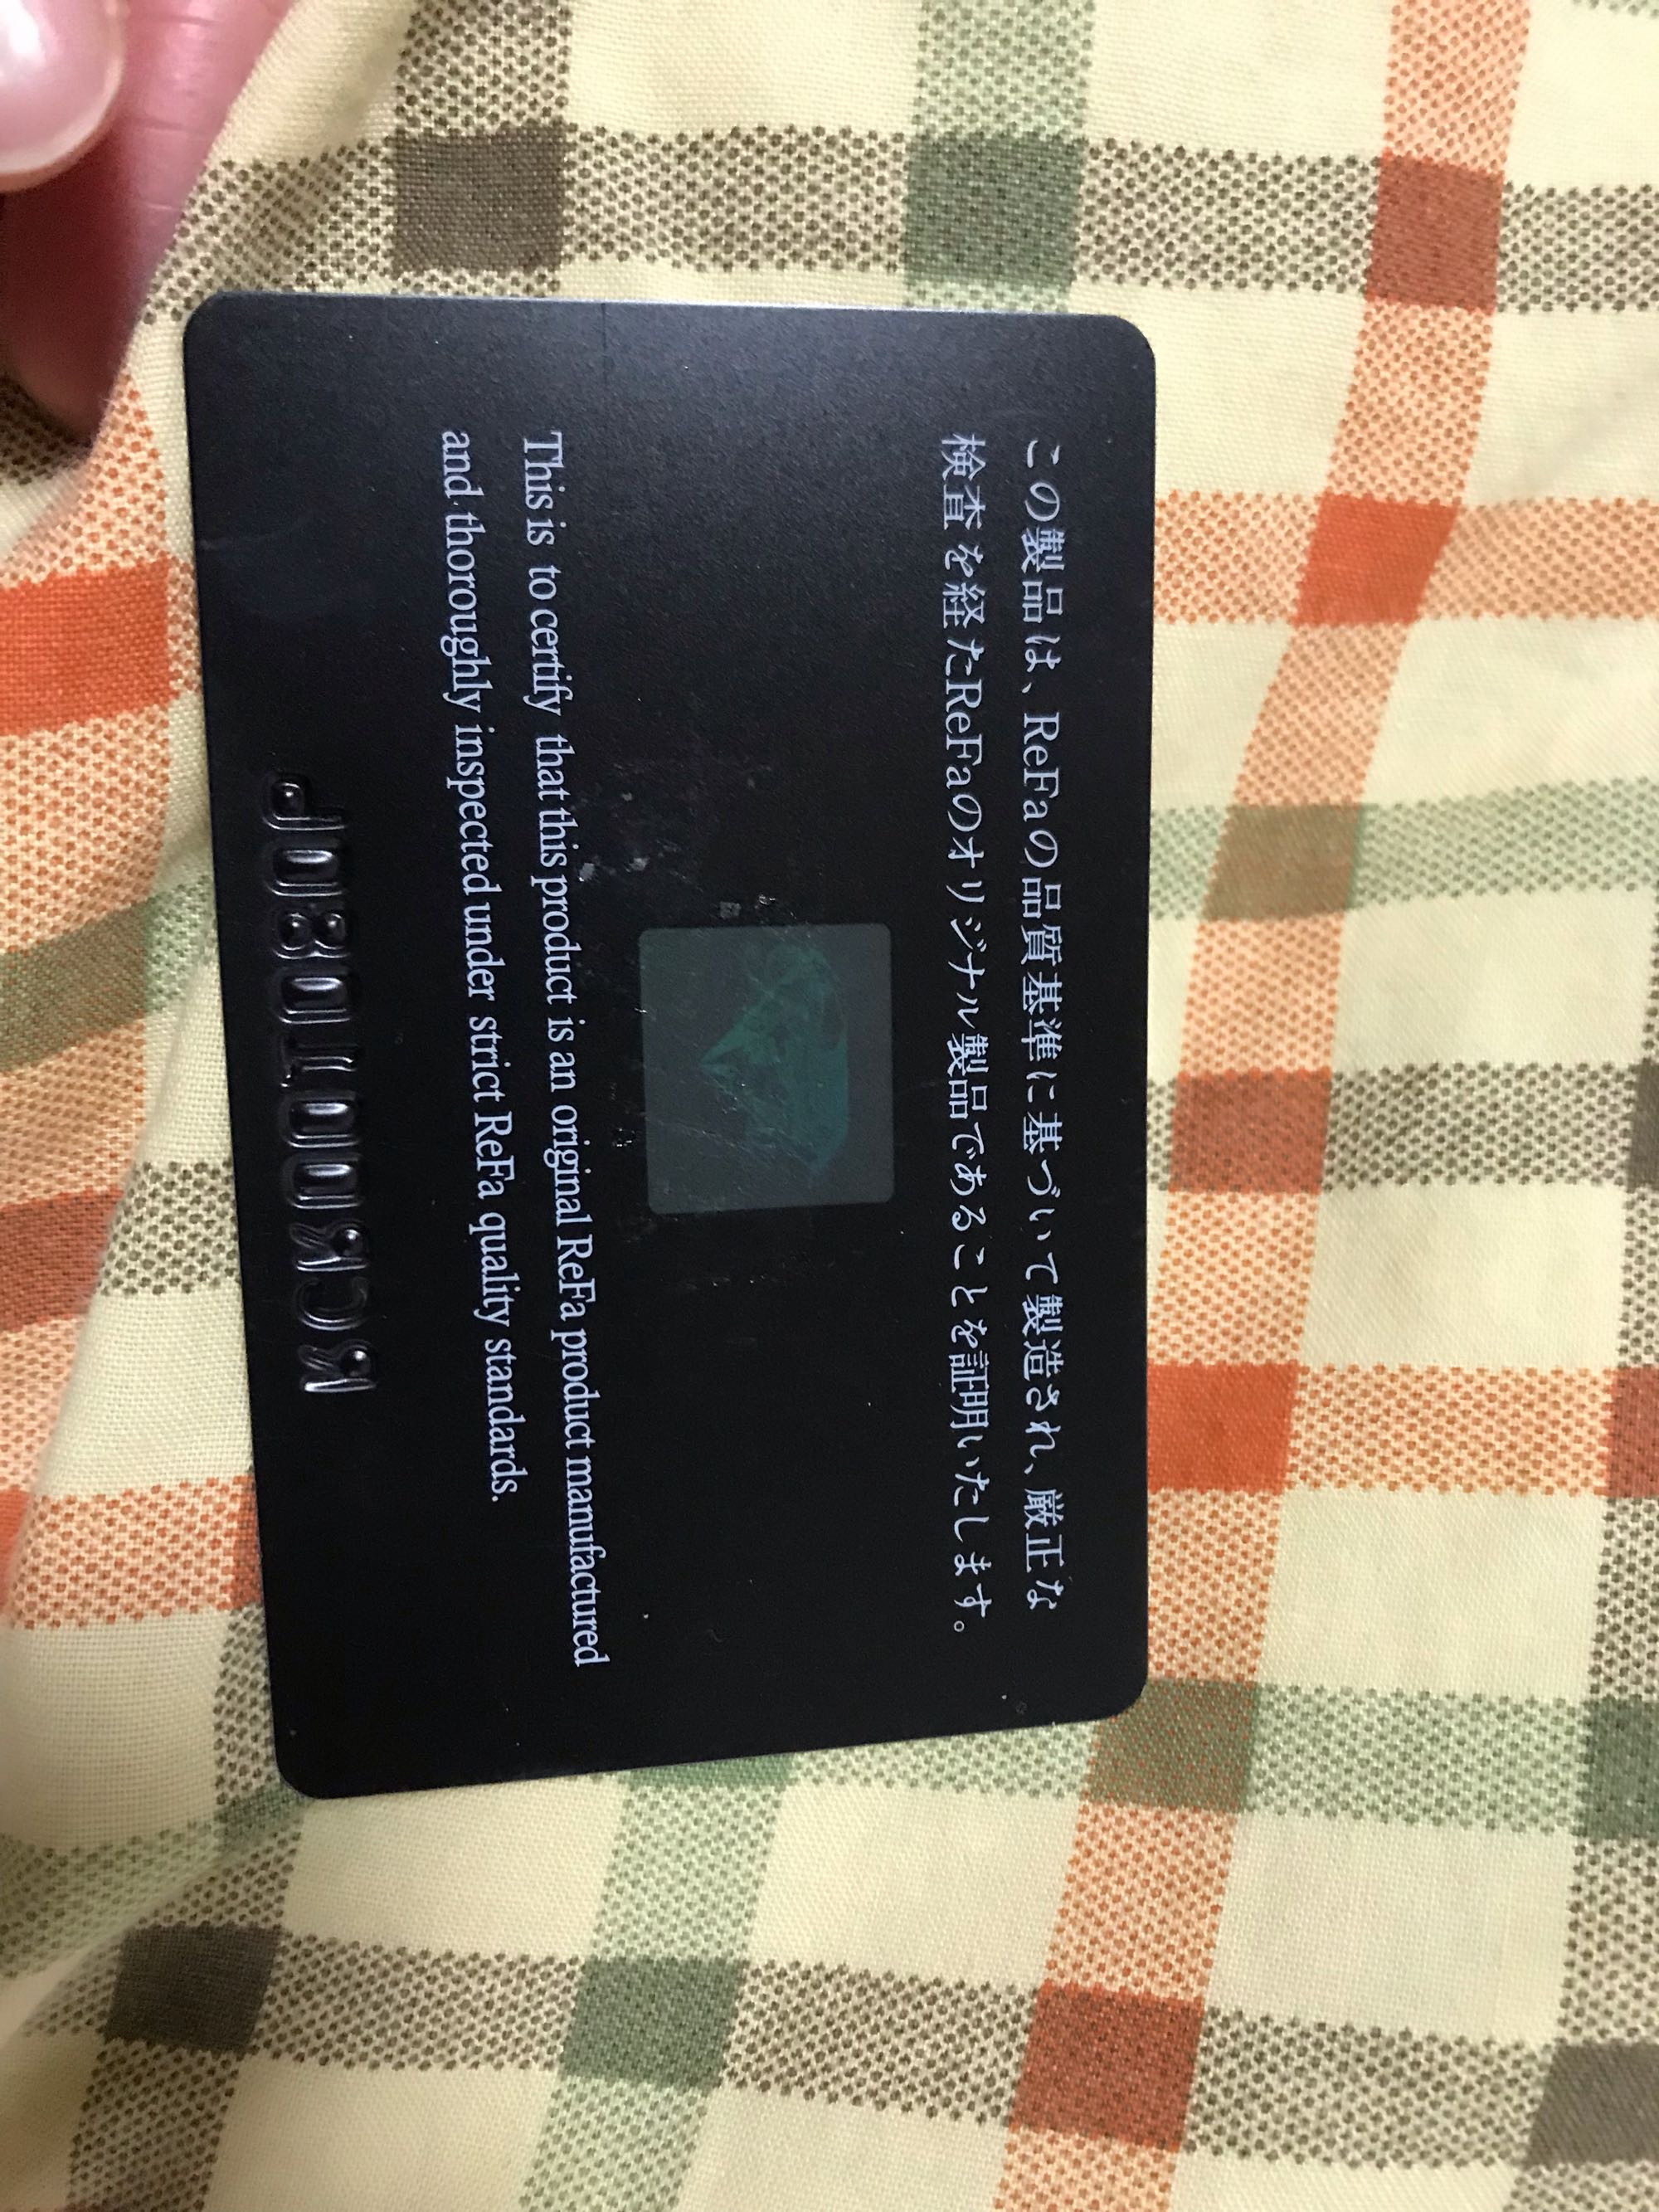 この製品は、ReFaの品質基準に基づいて製造され、厳正な
検査を経たReFaのオリジナル製品であることを証明いたします。
This is to certify that this product is an original ReFa product manufactured
and thoroughly inspected under strict ReFa quality standards.